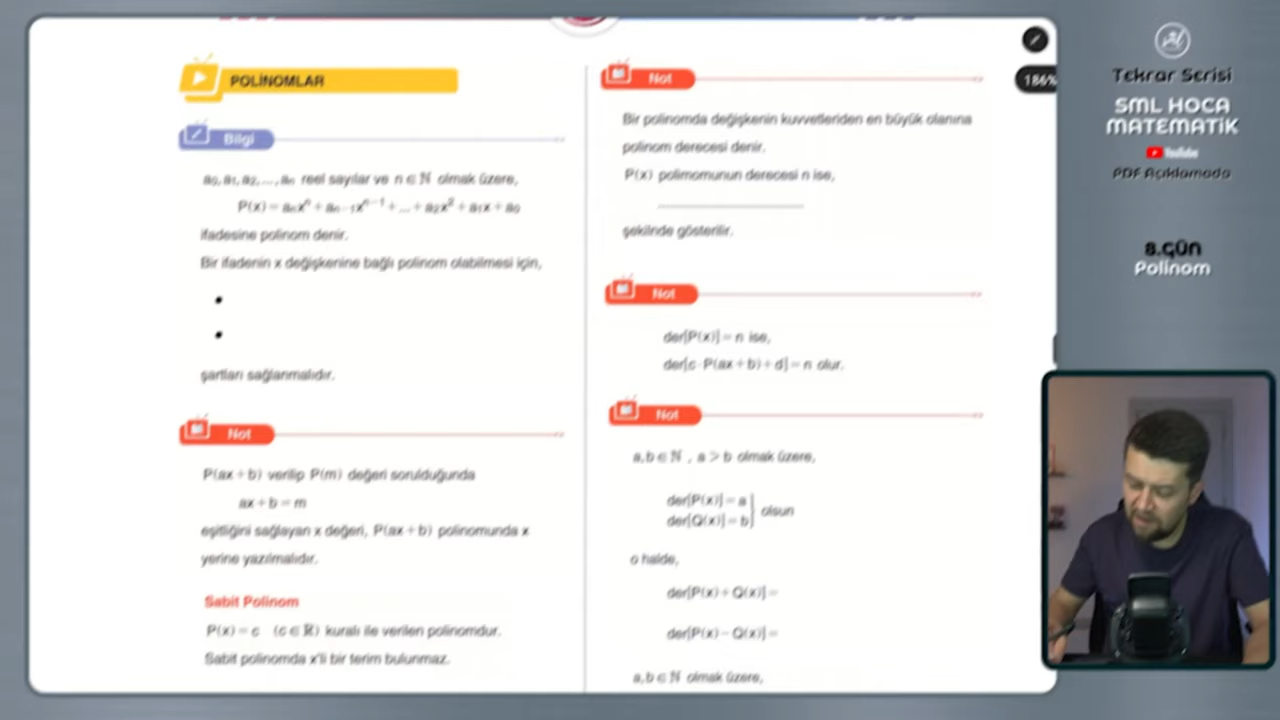 POLİNOMLAR
Bilgi
a₀, a₁, a₂, ..., aₙ reel sayılar ve n ∈ ℕ olmak üzere,
P(x) = aₙxⁿ + aₙ₋₁xⁿ⁻¹ + ... + a₂x² + a₁x + a₀
ifadesine polinom denir.
Bir ifadenin x değişkenine bağlı polinom olabilmesi için,
•
•
şartları sağlanmalıdır.
Not
P(ax + b) verilip P(m) değeri sorulduğunda
ax + b = m
eşitliğini sağlayan x değeri, P(ax + b) polinomunda x
yerine yazılmalıdır.
Sabit Polinom
P(x) = c (c ∈ ℝ) kuralı ile verilen polinomdur.
Sabit polinomda x'li bir terim bulunmaz.
Not
Bir polinomda değişkenin kuvvetleriden en büyük olanına
polinom derecesi denir.
P(x) polimomunun derecesi n ise,
şekilnde gösterilir.
Not
der[P(x)] = n ise,
der[c · P(ax + b) + d] = n olur.
Not
a, b ∈ ℕ , a > b olmak üzere,
der[P(x)] = a
der[Q(x)] = b
olsun
o halde,
der[P(x) + Q(x)] =
der[P(x) − Q(x)] =
a, b ∈ ℕ olmak üzere,
186%
Tekrar Serisi
SML HOCA
MATEMATİK
YouTube
PDF Açıklamada
8.GÜN
Polinom